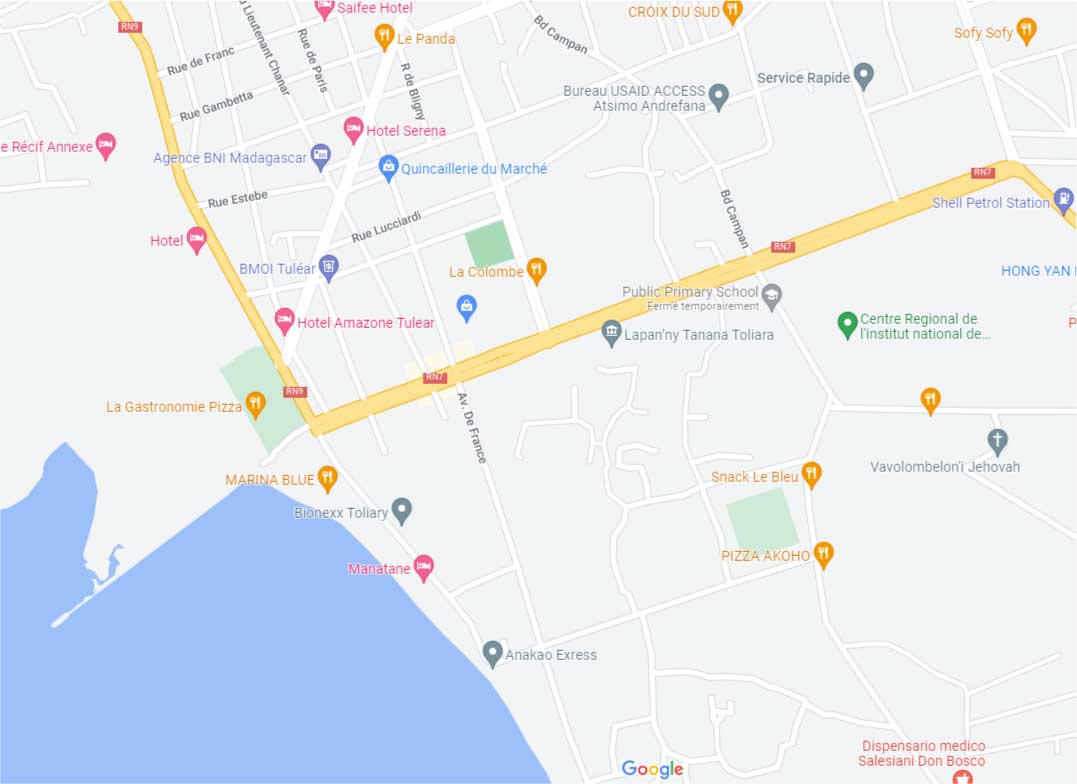 Saifee Hotel
CROIX DU SUD
RN9
Bd Campan
Sofy Sofy
Le Panda
Rue de Franc
Lieutenant Chanar
Rue de Paris
Service Rapide
R de Bligny
Bureau USAID ACCESS
Atsimo Andrefana
Rue Gambetta
Hotel Serena
e Récif Annexe
Agence BNI Madagascar
Quincaillerie du Marché
RN7
Rue Estebe
Shell Petrol Station
Bd Campan
Rue Lucciardi
Hotel
RN7
BMOI Tuléar
La Colombe
HONG YAN
Public Primary School
Fermé temporairement
Hotel Amazone Tulear
Centre Regional de
l'institut national de...
P
Lapan'ny Tanana Toliara
RN7
RN9
La Gastronomie Pizza
Av. De France
Vavolombelon'i Jehovah
MARINA BLUE
Snack Le Bleu
Bionexx Toliary
PIZZA AKOHO
Manatane
Anakao Exress
Dispensario medico
Salesiani Don Bosco
Google